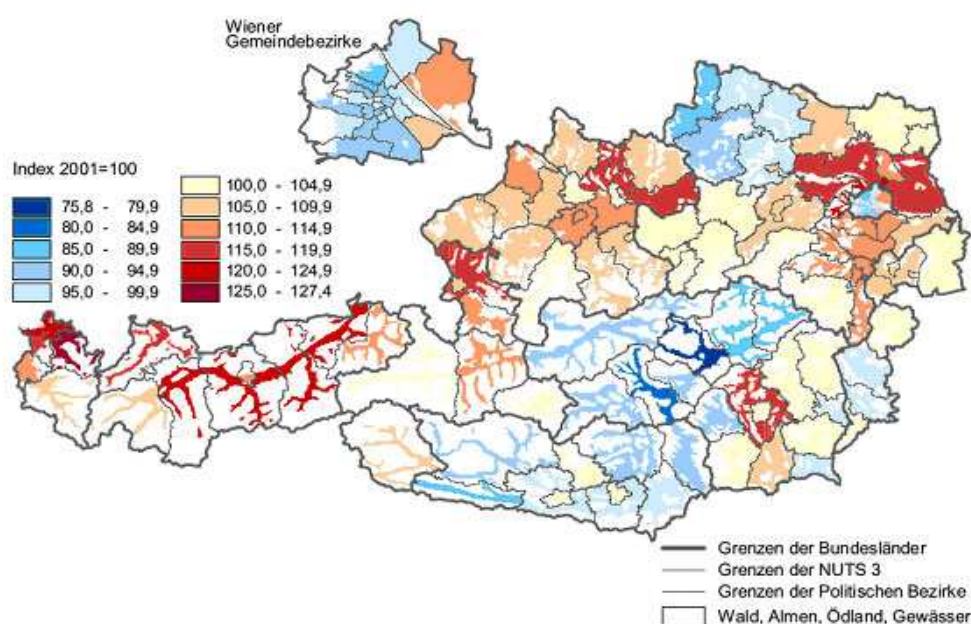 Wiener
Gemeindebezirke
Index 2001=100
75,8 - 79,9
80,0 - 84,9
85,0 - 89,9
90,0 - 94,9
95,0 - 99,9
100,0 - 104,9
105,0 - 109,9
110,0 - 114,9
115,0 - 119,9
120,0 - 124,9
125,0 - 127,4
Grenzen der Bundesländer
Grenzen der NUTS 3
Grenzen der Politischen Bezirke
Wald, Almen, Ödland, Gewässer